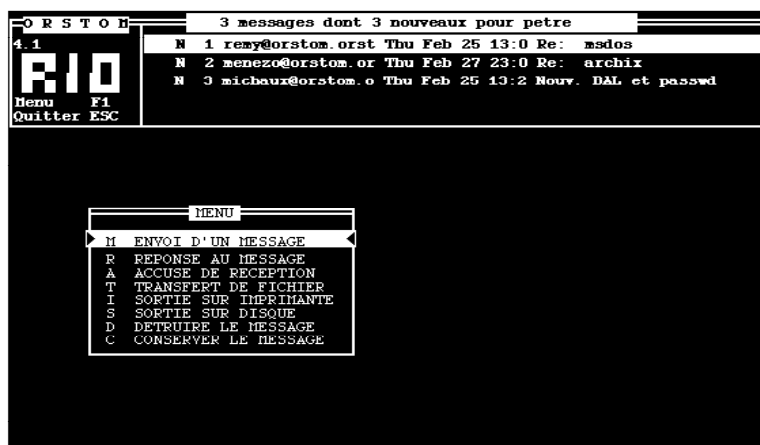 ORSTOM
4.1
RIO
Menu F1
Quitter ESC
3 messages dont 3 nouveaux pour petre
N 1 remy@orstom.orst Thu Feb 25 13:0 Re: msdos
N 2 menezo@orstom.or Thu Feb 27 23:0 Re: archix
N 3 michaux@orstom.o Thu Feb 25 13:2 Nouv. DAL et passwd
MENU
M ENVOI D'UN MESSAGE
R REPONSE AU MESSAGE
A ACCUSE DE RECEPTION
T TRANSFERT DE FICHIER
I SORTIE SUR IMPRIMANTE
S SORTIE SUR DISQUE
D DETRUIRE LE MESSAGE
C CONSERVER LE MESSAGE